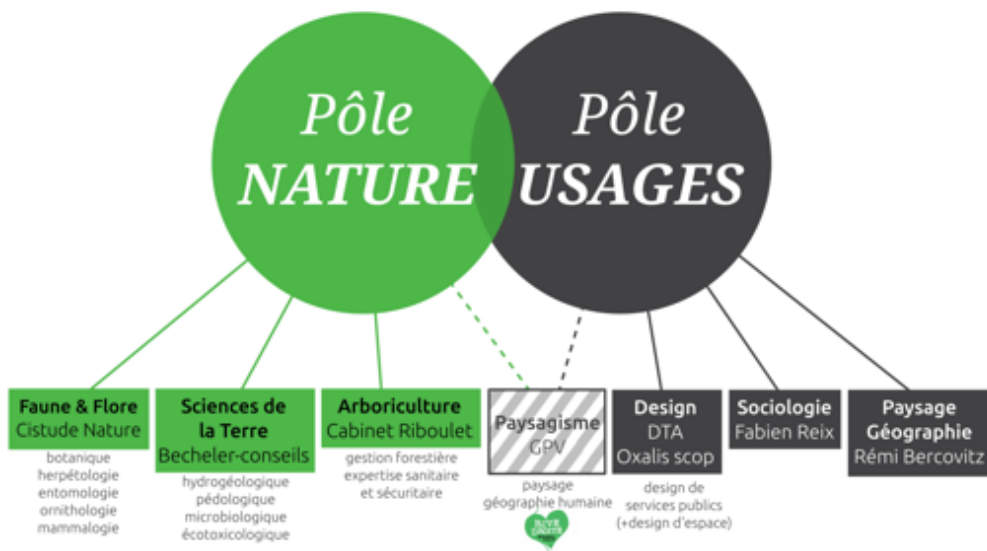 Pôle
NATURE
Pôle
USAGES
Faune & Flore
Cistude Nature
botanique
herpétologie
entomologie
ornithologie
mammalogie
Sciences de
la Terre
Becheler-conseils
hydrogéologique
pédologique
microbiologique
écotoxicologique
Arboriculture
Cabinet Riboulet
gestion forestière
expertise sanitaire
et sécuritaire
Paysagisme
GPV
paysage
géographie humaine
RIVE
DROITE
Design
DTA
Oxalis scop
design de
services publics
(+design d'espace)
Sociologie
Fabien Reix
Paysage
Géographie
Rémi Bercovitz